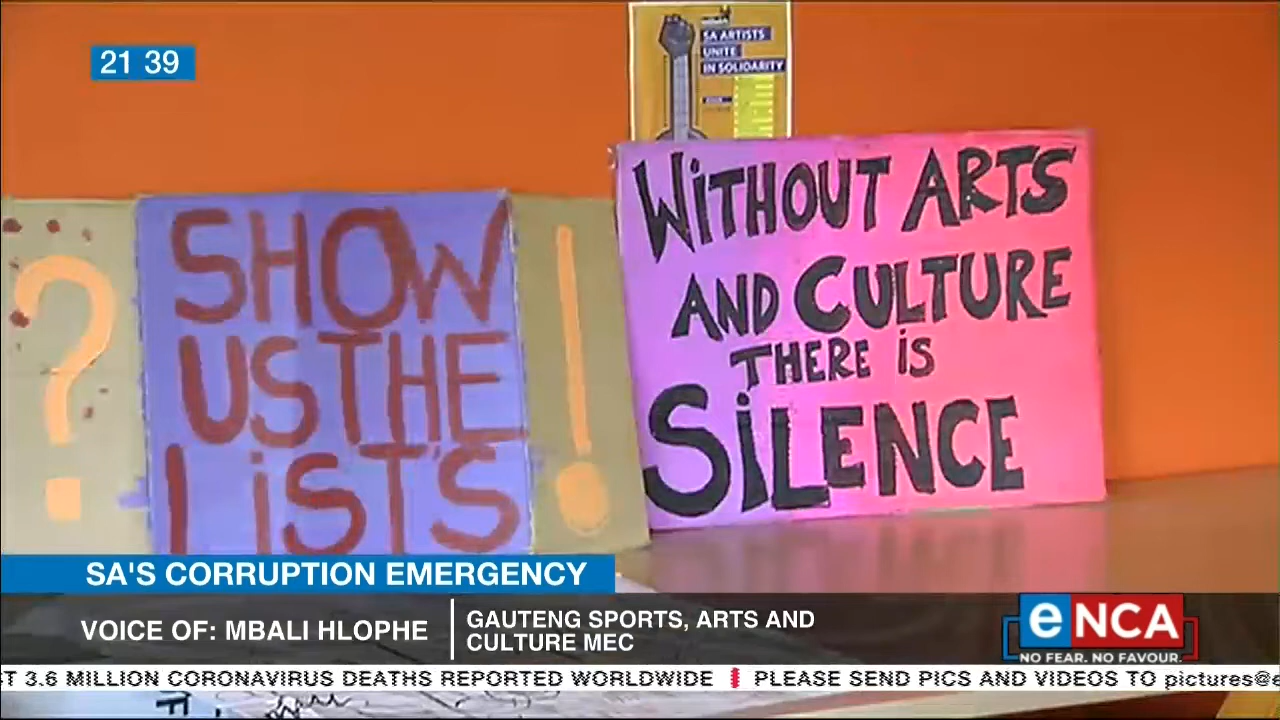 21 39
SA ARTISTS
UNITE
IN SOLIDARITY
WITHOUT ARTS
AND CULTURE
THERE iS
SiLENCE
?
SHOW
US THE
LiST'S
!
SA'S CORRUPTION EMERGENCY
VOICE OF: MBALI HLOPHE
GAUTENG SPORTS, ARTS AND
CULTURE MEC
eNCA
NO FEAR. NO FAVOUR.
T 3.6 MILLION CORONAVIRUS DEATHS REPORTED WORLDWIDE PLEASE SEND PICS AND VIDEOS TO pictures@e